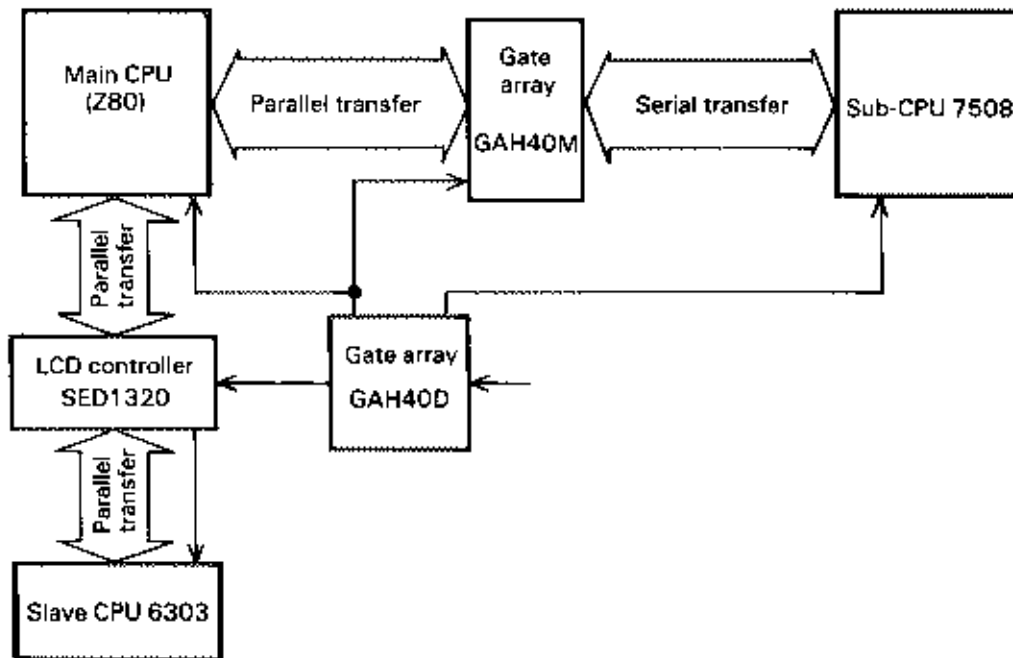 Main CPU
(Z80)
Parallel transfer
Gate
array
GAH40M
Serial transfer
Sub-CPU 7508
Parallel
transfer
LCD controller
SED1320
Gate array
GAH40D
Parallel
transfer
Slave CPU 6303